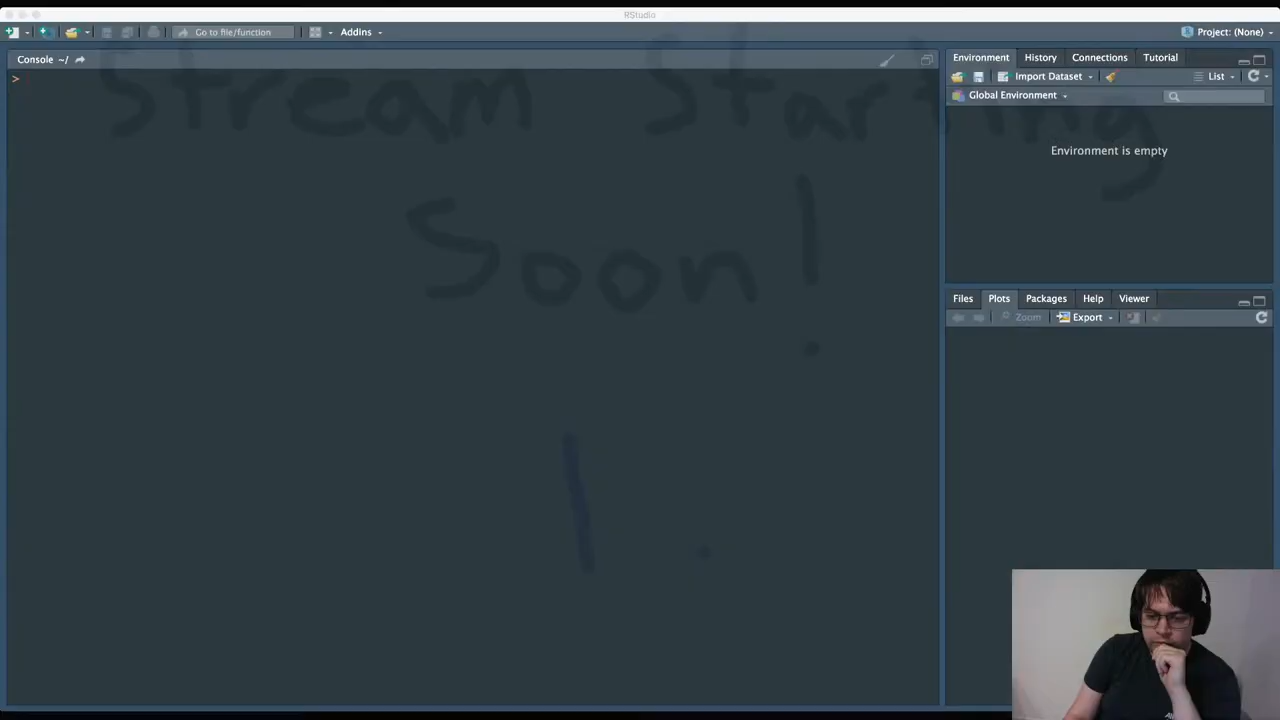 RStudio
Go to file/function
Addins
Project: (None)
Console ~/
>
Environment History Connections Tutorial
Import Dataset
List
Global Environment
Environment is empty
Files Plots Packages Help Viewer
Zoom
Export
Stream Starting
Soon!